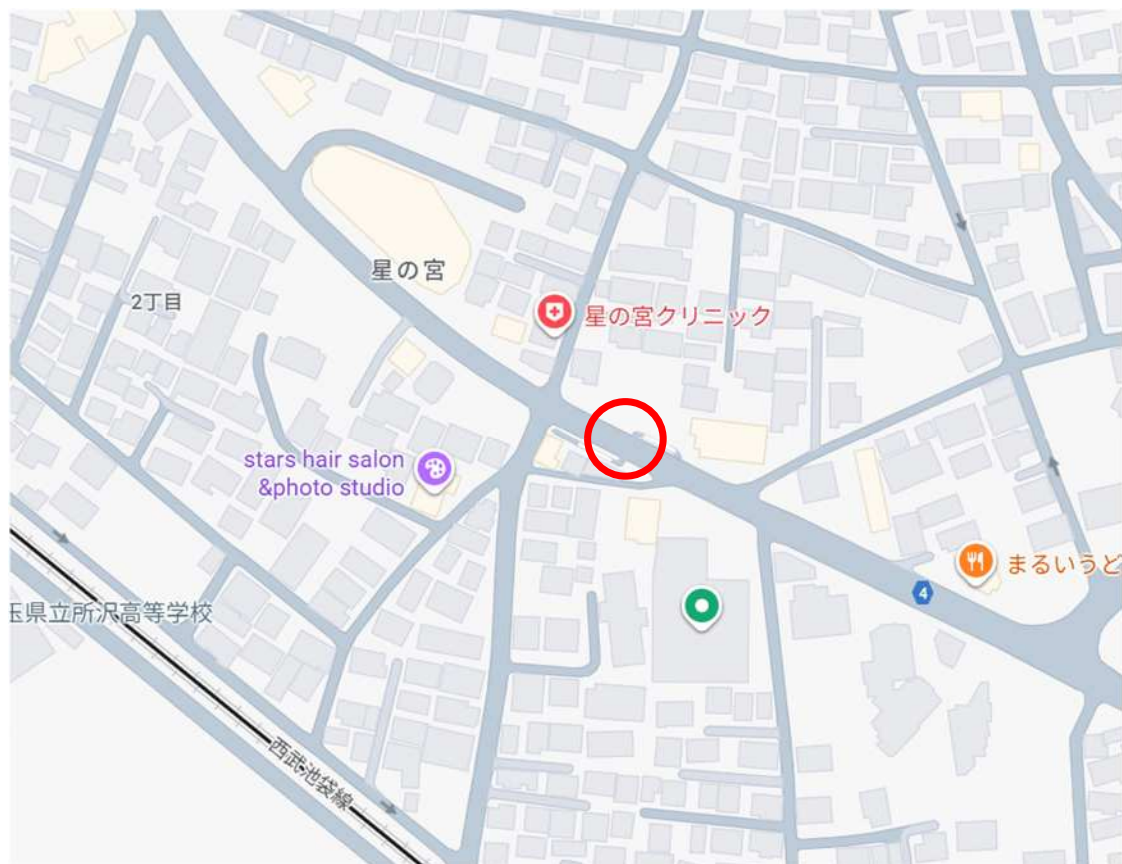 星の宮
2丁目
星の宮クリニック
stars hair salon
&photo studio
まるいうど
4
玉県立所沢高等学校
西武池袋線